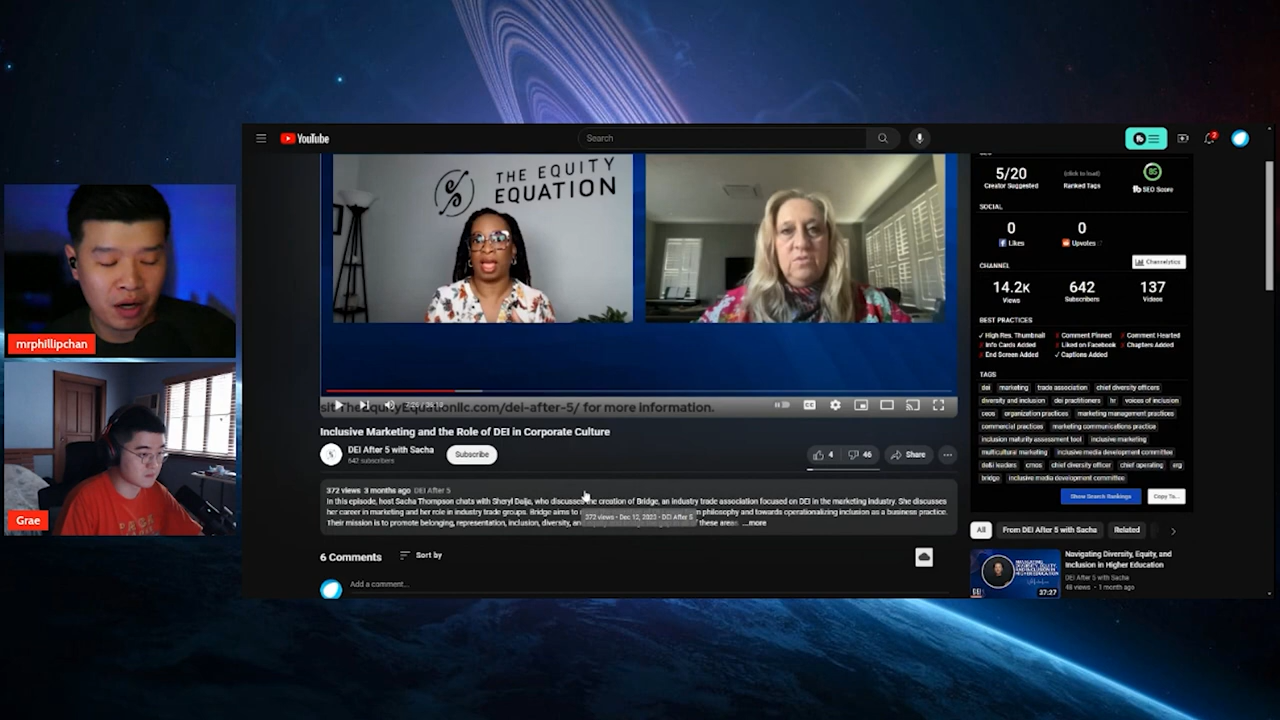 YouTube
Search
2
THE EQUITY
EQUATION
TheEquityEquationllc.com/dei-after-5/ for more information.
Inclusive Marketing and the Role of DEI in Corporate Culture
DEI After 5 with Sacha
642 subscribers
Subscribe
4
46
Share
372 views 3 months ago DEI After 5
In this episode, host Sacha Thompson chats with Sheryl Daija, who discusses the creation of Bridge, an industry trade association focused on DEI in the marketing industry. She discusses
her career in marketing and her role in industry trade groups. Bridge aims to philosophy and towards operationalizing inclusion as a business practice.
Their mission is to promote belonging, representation, inclusion, diversity, these areas ...more
372 views • Dec 12, 2023 • DEI After 5
6 Comments
Sort by
Add a comment...
5/20
Creator Suggested
(click to load)
Ranked Tags
85
tb SEO Score
SOCIAL
0
Likes
0
Upvotes
CHANNEL
Channelytics
14.2K
Views
642
Subscribers
137
Videos
BEST PRACTICES
✓ High Res. Thumbnail
x Comment Pinned
x Comment Hearted
x Info Cards Added
x Liked on Facebook
x Chapters Added
x End Screen Added
✓ Captions Added
TAGS
dei marketing trade association chief diversity officers
diversity and inclusion dei practitioners hr voices of inclusion
ceos organization practices marketing management practices
commercial practices marketing communications practice
inclusion maturity assessment tool inclusive marketing
multicultural marketing inclusive media development committee
de&i leaders cmos chief diversity officer chief operating erg
bridge inclusive media development committee
Show Search Rankings
Copy To...
All
From DEI After 5 with Sacha
Related
Navigating Diversity, Equity, and
Inclusion in Higher Education
DEI After 5 with Sacha
48 views • 1 month ago
37:27
mrphillipchan
Grae